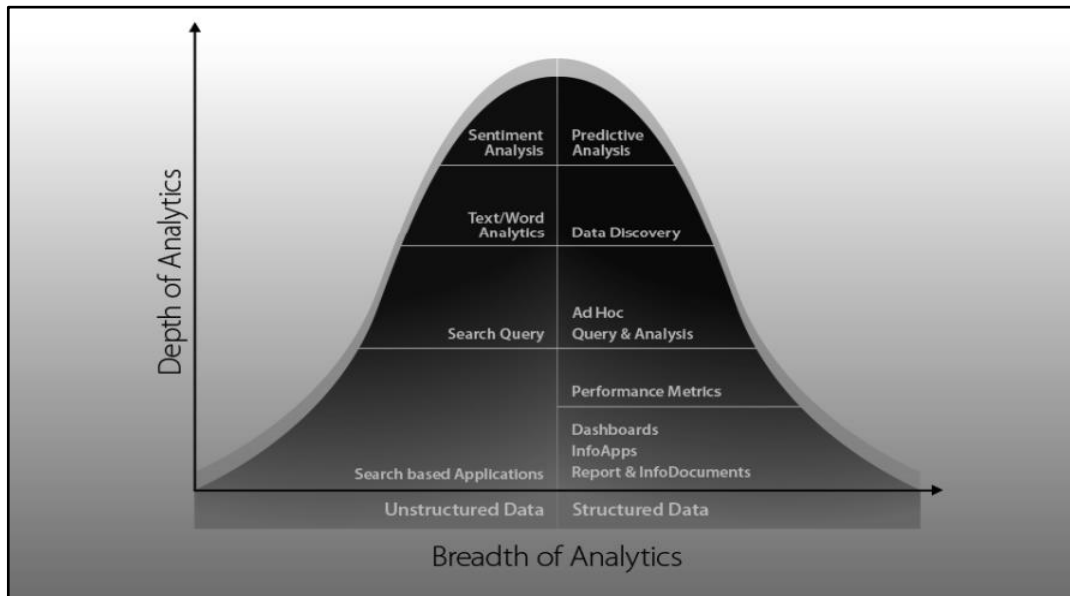 Depth of Analytics
Sentiment
Analysis
Predictive
Analysis
Text/Word
Analytics
Data Discovery
Search Query
Ad Hoc
Query & Analysis
Performance Metrics
Dashboards
InfoApps
Report & InfoDocuments
Search based Applications
Unstructured Data
Structured Data
Breadth of Analytics